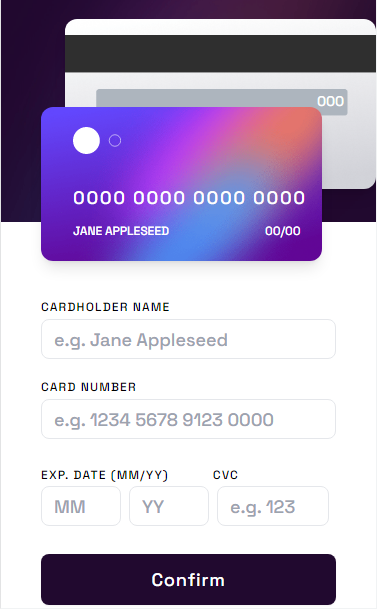 000
0000 0000 0000 0000
JANE APPLESEED 00/00
CARDHOLDER NAME
e.g. Jane Appleseed
CARD NUMBER
e.g. 1234 5678 9123 0000
EXP. DATE (MM/YY) CVC
MM YY e.g. 123
Confirm